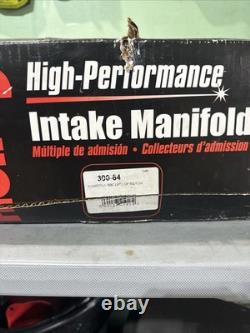 High-Performance
Intake Manifold
Múltiple de admisión • Collecteurs d'admission
300-64